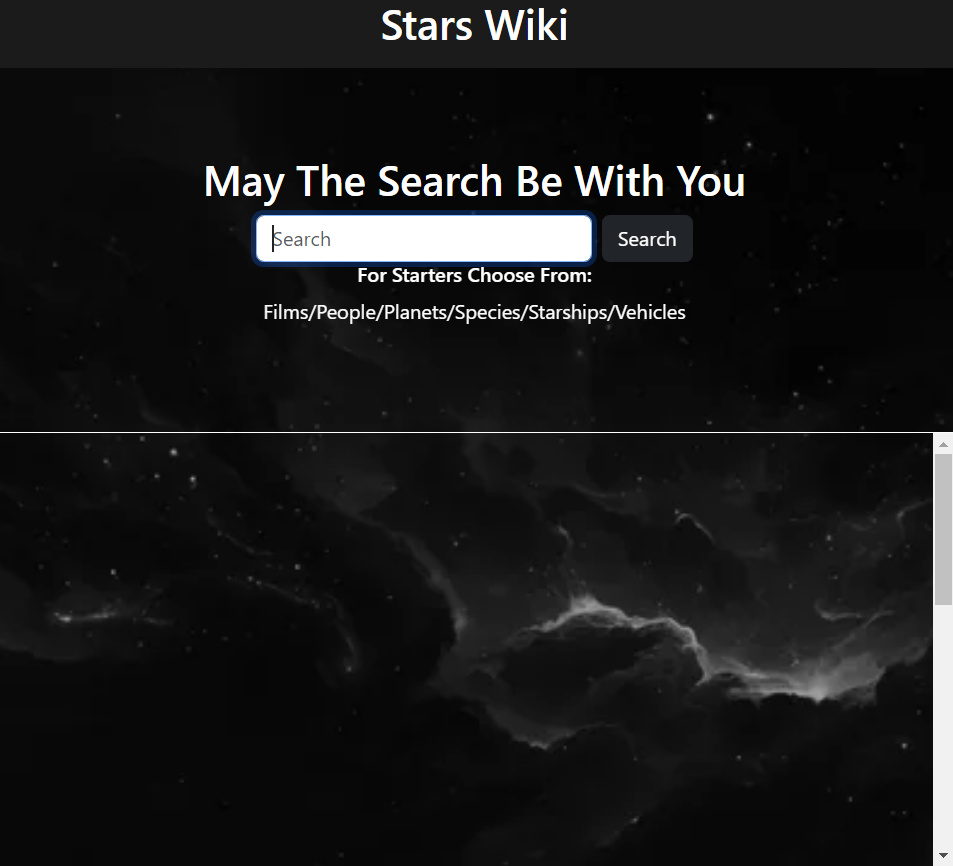 Stars Wiki
May The Search Be With You
Search Search
For Starters Choose From:
Films/People/Planets/Species/Starships/Vehicles